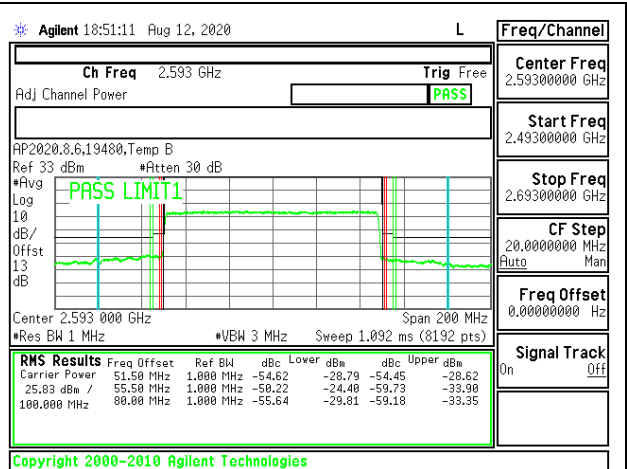 Agilent 18:51:11 Aug 12, 2020 L
Ch Freq 2.593 GHz Trig Free
Adj Channel Power PASS
AP2020.8.6,19480,Temp B
Ref 33 dBm #Atten 30 dB
#Avg
Log
10
dB/
Offst
13
dB
PASS LIMIT1
Center 2.593 000 GHz Span 200 MHz
#Res BW 1 MHz #VBW 3 MHz Sweep 1.092 ms (8192 pts)
RMS Results Freq Offset Ref BW dBc Lower dBm dBc Upper dBm
Carrier Power 51.50 MHz 1.000 MHz -54.62 -28.79 -54.45 -28.62
25.83 dBm / 55.50 MHz 1.000 MHz -50.22 -24.40 -59.73 -33.90
100.000 MHz 80.00 MHz 1.000 MHz -55.64 -29.81 -59.18 -33.35
Copyright 2000-2010 Agilent Technologies
Freq/Channel
Center Freq
2.59300000 GHz
Start Freq
2.49300000 GHz
Stop Freq
2.69300000 GHz
CF Step
20.0000000 MHz
Auto Man
Freq Offset
0.00000000 Hz
Signal Track
On Off